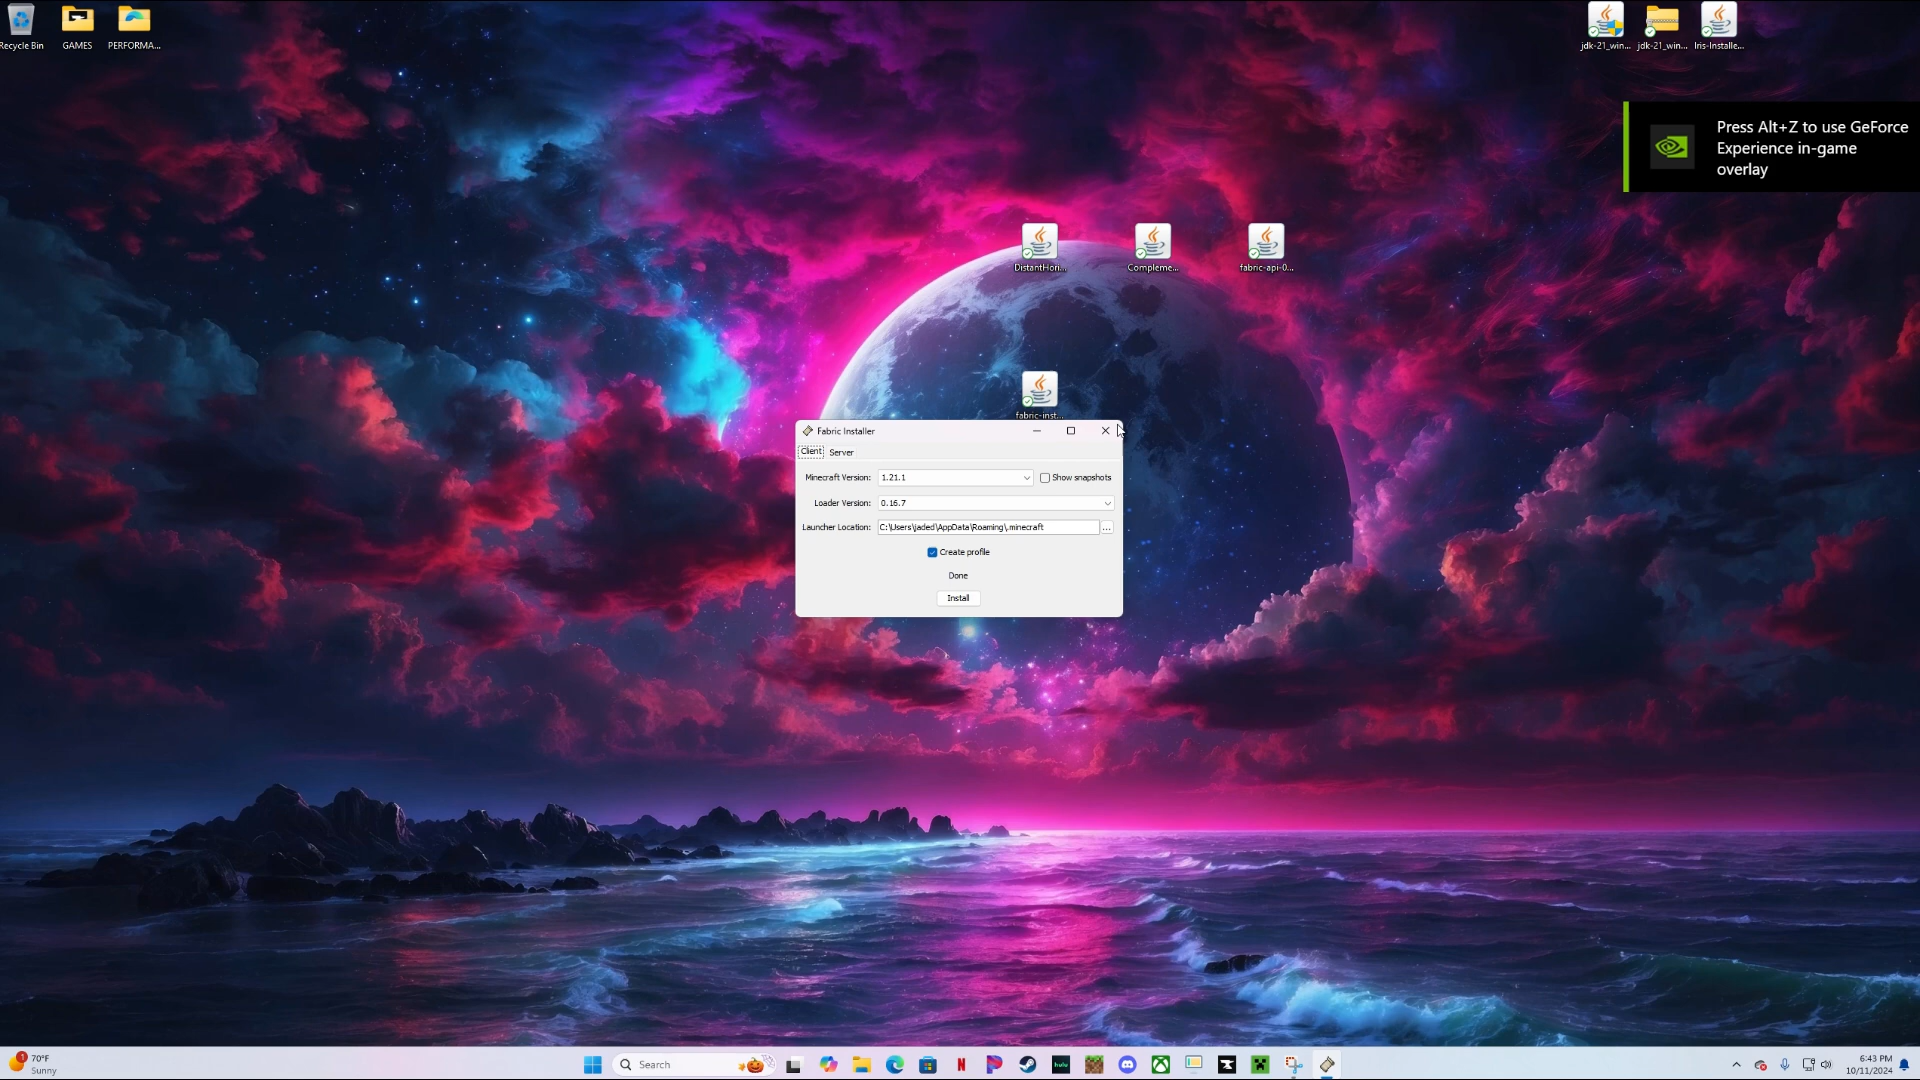 Recycle Bin
GAMES
PERFORMA...
jdk-21_win...
jdk-21_win...
Iris-Installe...
Press Alt+Z to use GeForce
Experience in-game
overlay
DistantHori...
Compleme...
fabric-api-0...
fabric-inst...
Fabric Installer
Client
Server
Minecraft Version:
1.21.1
Show snapshots
Loader Version:
0.16.7
Launcher Location:
C:\Users\jaded\AppData\Roaming\.minecraft
...
Create profile
Done
Install
1
70°F
Sunny
Search
N
hulu
6:43 PM
10/11/2024